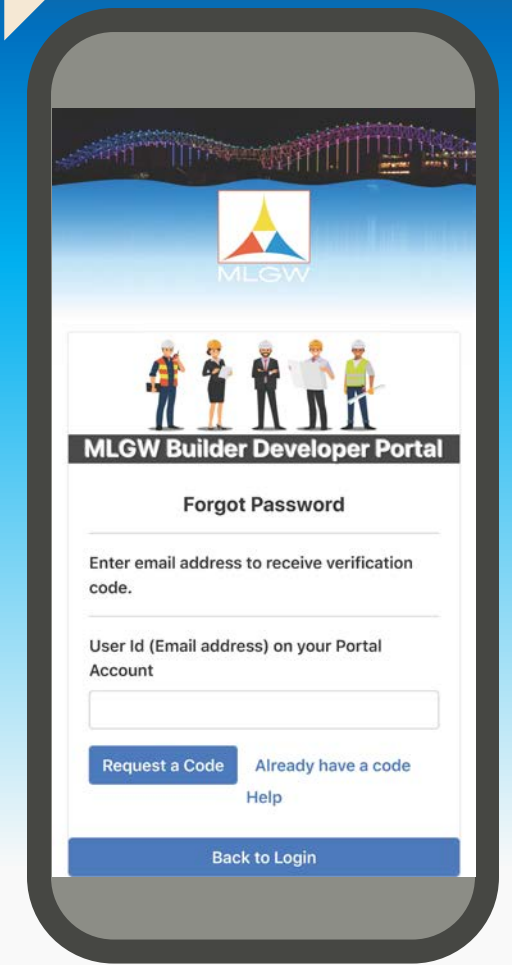 MLGW
MLGW Builder Developer Portal
Forgot Password
Enter email address to receive verification
code.
User Id (Email address) on your Portal
Account
Request a Code
Already have a code
Help
Back to Login